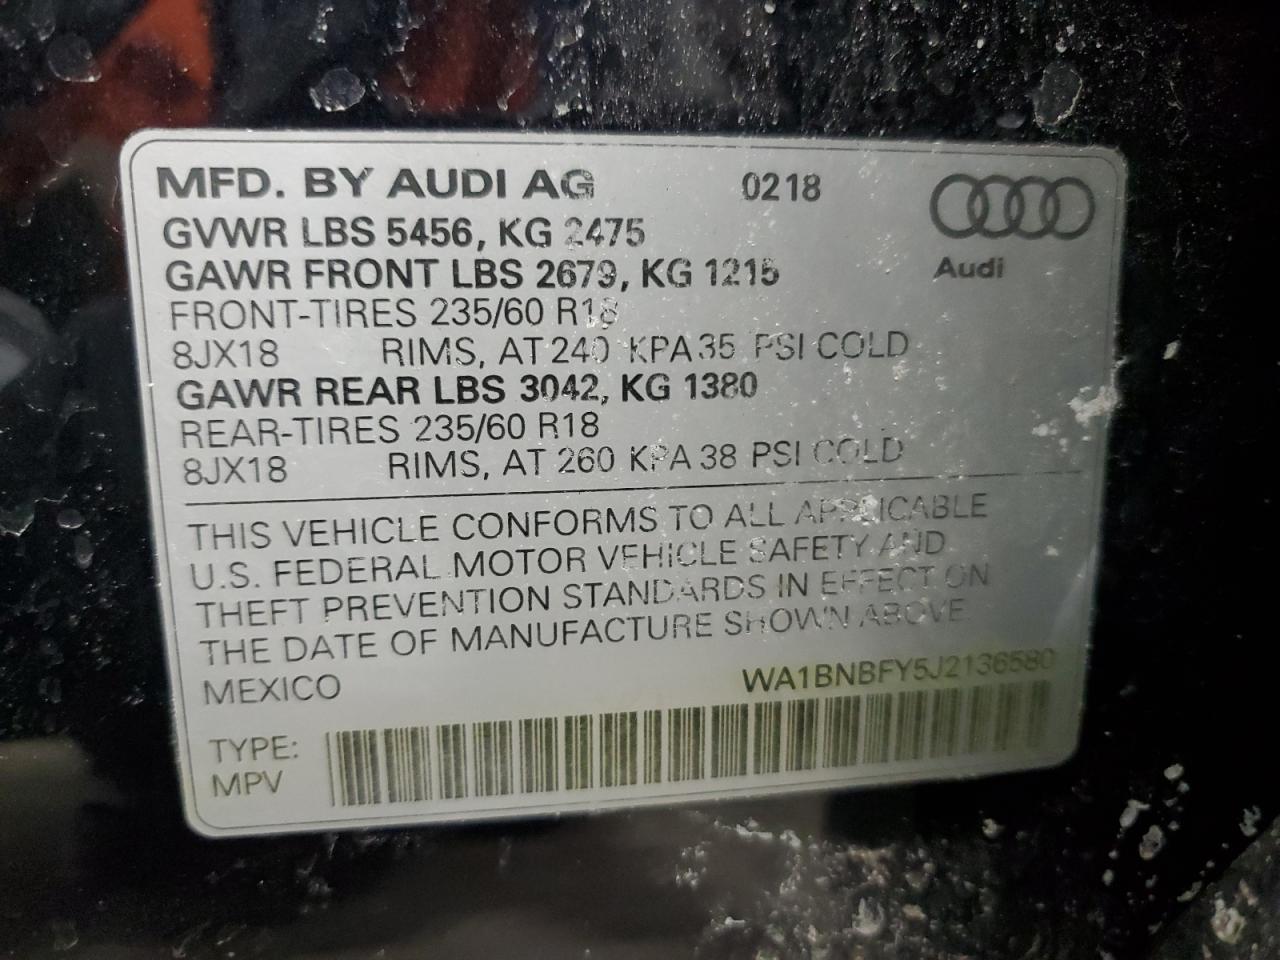 MFD. BY AUDI AG 0218
GVWR LBS 5456, KG 2475
GAWR FRONT LBS 2679, KG 1215 Audi
FRONT-TIRES 235/60 R18
8JX18 RIMS, AT 240 KPA 35 PSI COLD
GAWR REAR LBS 3042, KG 1380
REAR-TIRES 235/60 R18
8JX18 RIMS, AT 260 KPA 38 PSI COLD
THIS VEHICLE CONFORMS TO ALL APPLICABLE
U.S. FEDERAL MOTOR VEHICLE SAFETY AND
THEFT PREVENTION STANDARDS IN EFFECT ON
THE DATE OF MANUFACTURE SHOWN ABOVE.
MEXICO WA1BNBFY5J2136580
TYPE:
MPV